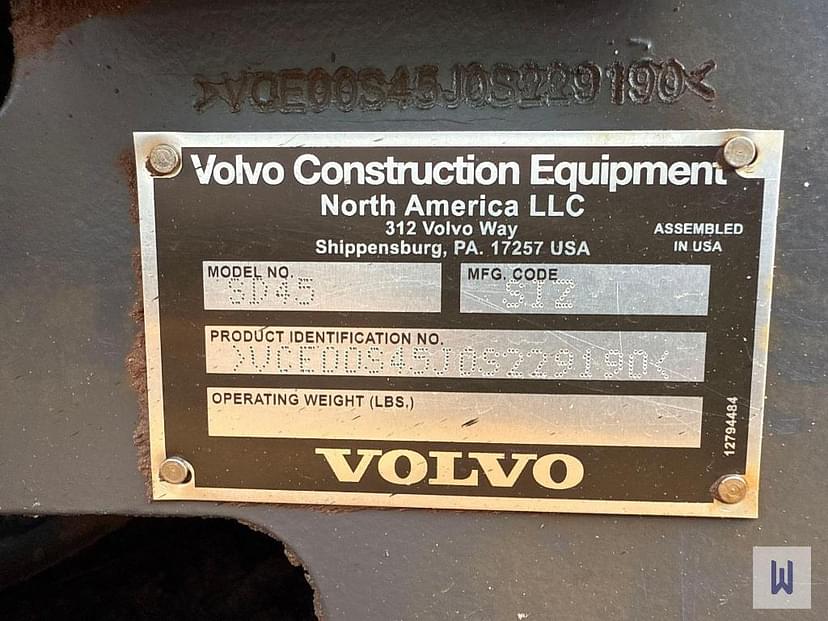 >VCE00S45J0S229190<
Volvo Construction Equipment
North America LLC
312 Volvo Way
Shippensburg, PA. 17257 USA
ASSEMBLED
IN USA
MODEL NO.
SD45
MFG. CODE
SIZ
PRODUCT IDENTIFICATION NO.
>VCE00S45J0S229190<
OPERATING WEIGHT (LBS.)
12794484
VOLVO
W